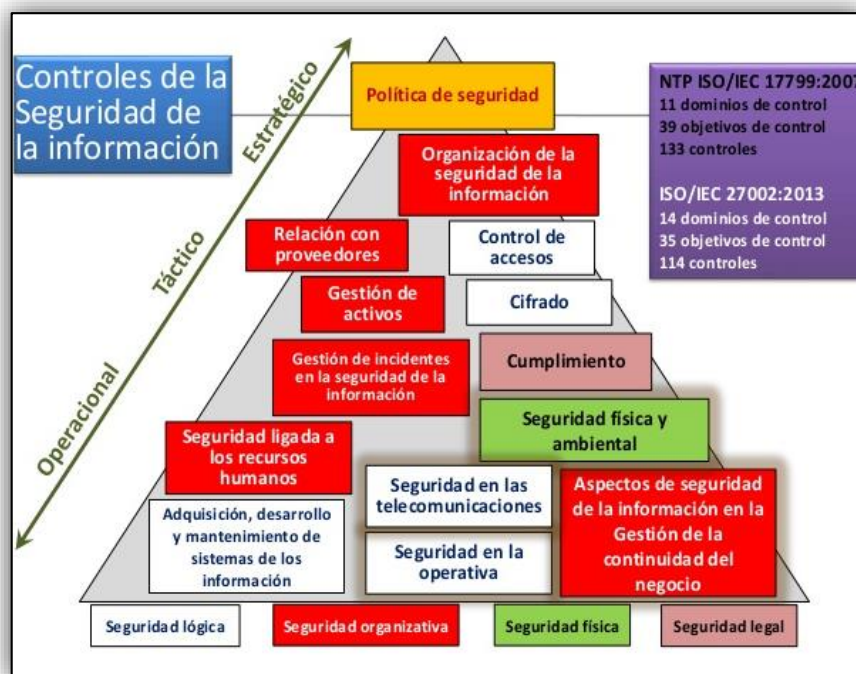 Controles de la
Seguridad de
la información
Estratégico
Táctico
Operacional
Política de seguridad
NTP ISO/IEC 17799:2007
11 dominios de control
39 objetivos de control
133 controles
ISO/IEC 27002:2013
14 dominios de control
35 objetivos de control
114 controles
Organización de la
seguridad de la
información
Relación con
proveedores
Control de
accesos
Gestión de
activos
Cifrado
Gestión de incidentes
en la seguridad de la
información
Cumplimiento
Seguridad física y
ambiental
Seguridad ligada a
los recursos
humanos
Seguridad en las
telecomunicaciones
Aspectos de seguridad
de la información en la
Gestión de la
continuidad del
negocio
Adquisición, desarrollo
y mantenimiento de
sistemas de los
información
Seguridad en la
operativa
Seguridad lógica
Seguridad organizativa
Seguridad física
Seguridad legal